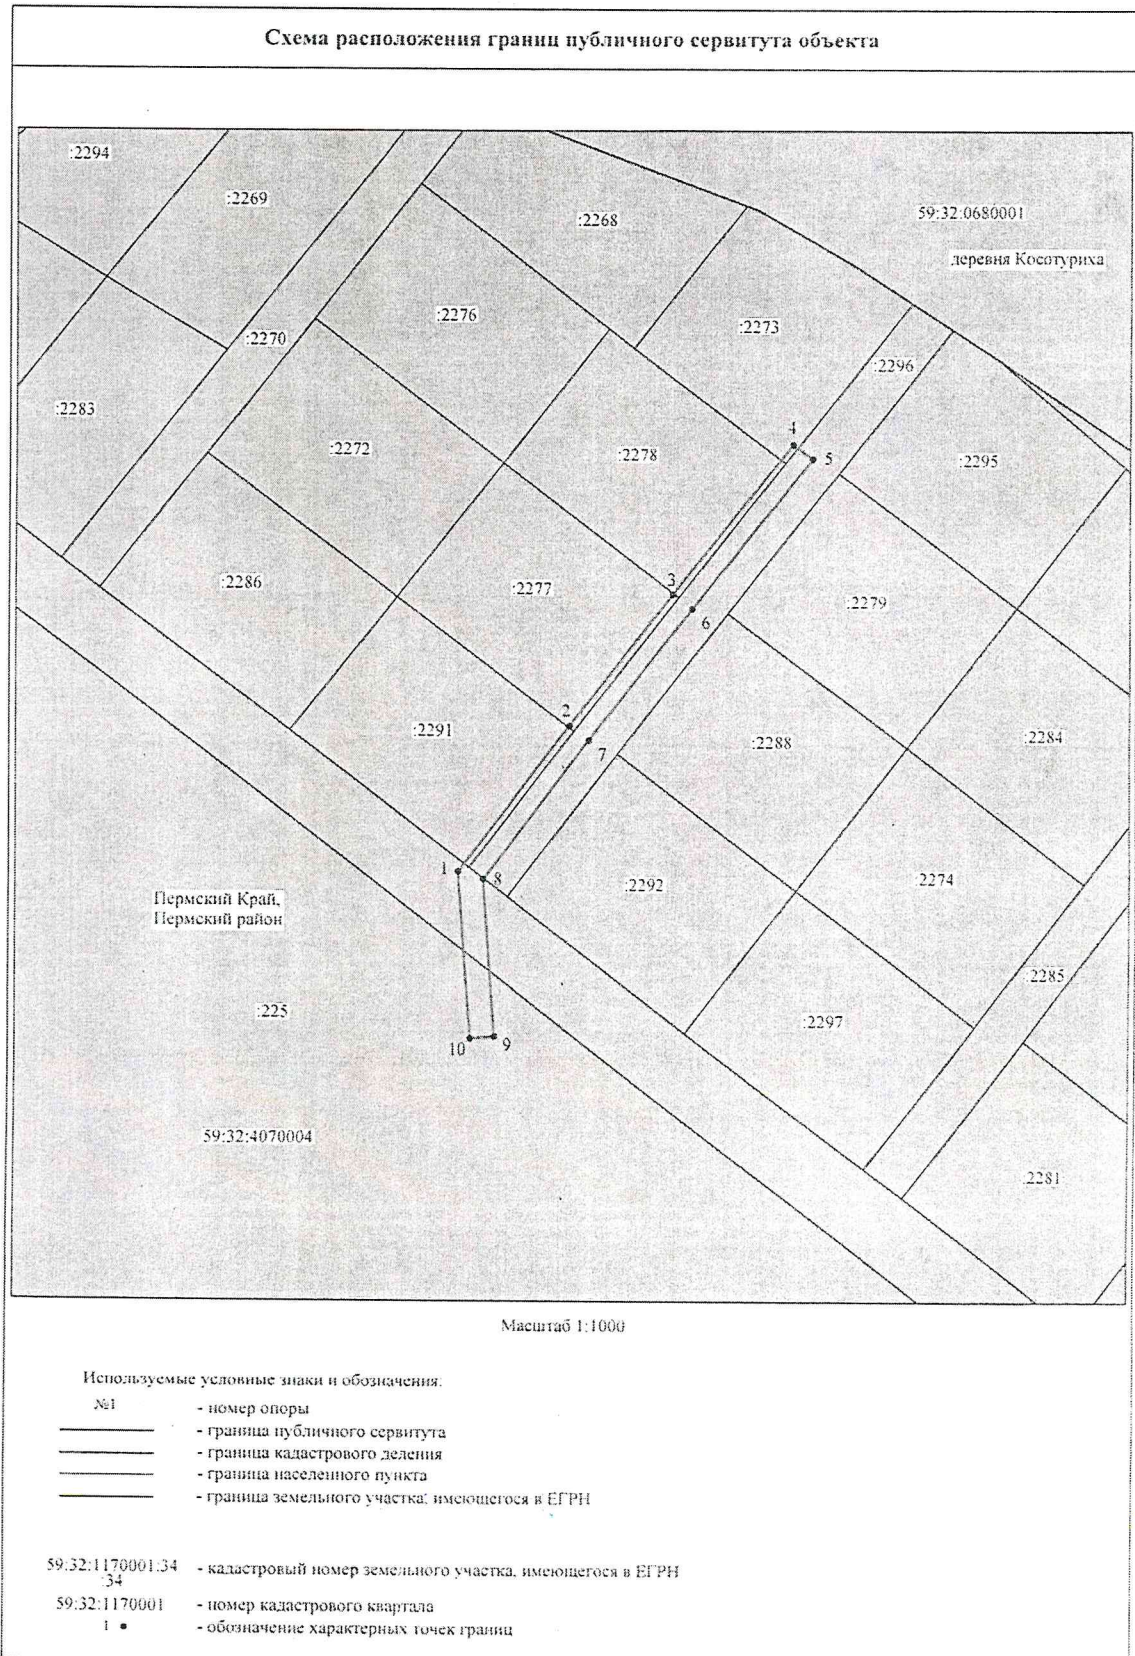 Схема расположения границ публичного сервитута объекта
:2294
:2269
:2268
59:32:0680001
деревня Косотуриха
:2276
:2273
:2270
:2296
:2283
:2272
:2278
4
5
:2295
:2286
:2277
3
6
:2279
2
:2291
7
:2288
:2284
1
8
:2292
:2274
Пермский Край,
Пермский район
:225
:2285
:2297
10
9
59:32:4070004
:2281
Масштаб 1:1000
Используемые условные знаки и обозначения:
№1 - номер опоры
- граница публичного сервитута
- граница кадастрового деления
- граница населенного пункта
- граница земельного участка, имеющегося в ЕГРН
59:32:1170001:34 - кадастровый номер земельного участка, имеющегося в ЕГРН
:34
59:32:1170001 - номер кадастрового квартала
1 • - обозначение характерных точек границ